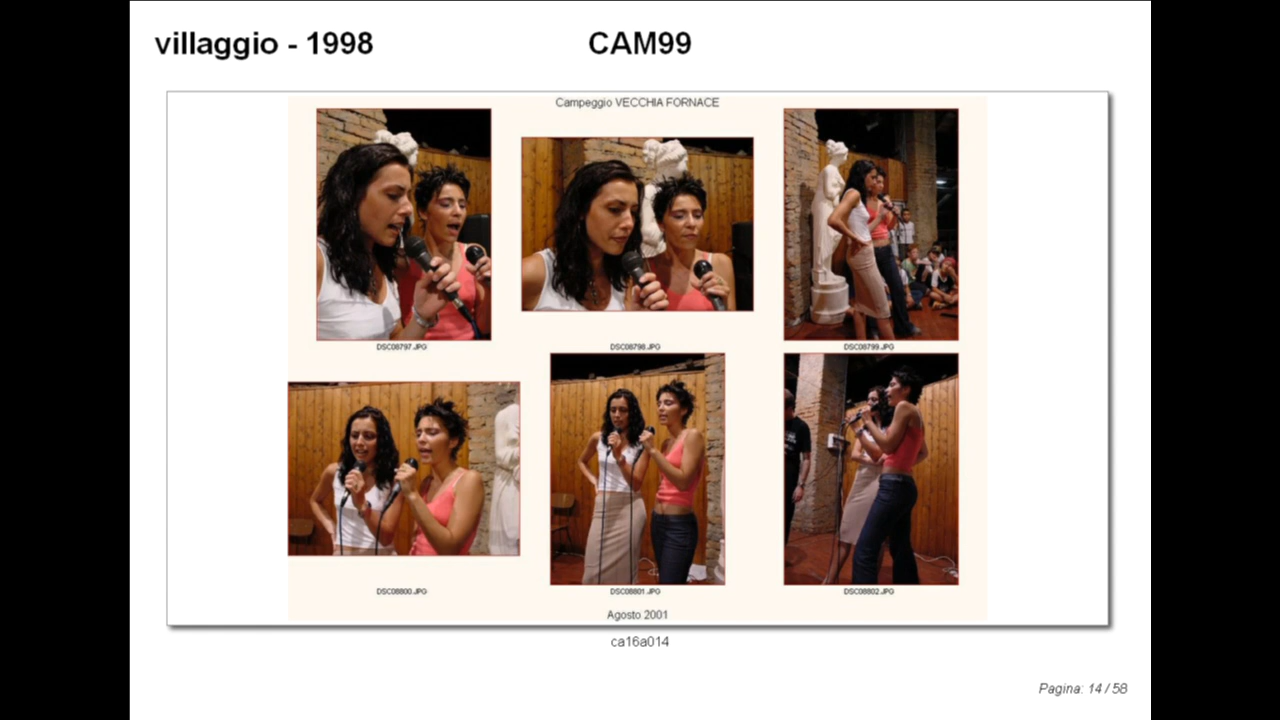 villaggio - 1998
CAM99
Campeggio VECCHIA FORNACE
DSC08797.JPG
DSC08798.JPG
DSC08799.JPG
DSC08800.JPG
DSC08801.JPG
DSC08802.JPG
Agosto 2001
ca16a014
Pagina: 14 / 58